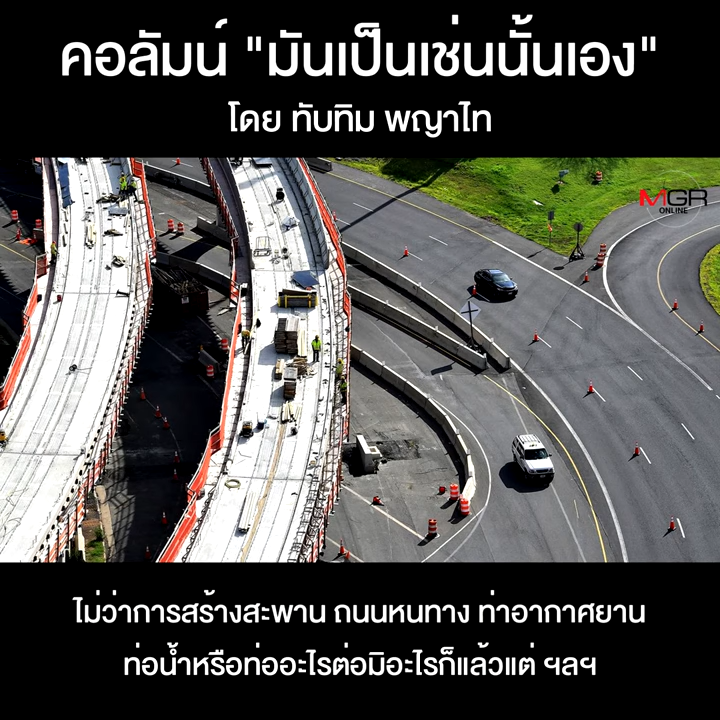 คอลัมน์ "มันเป็นเช่นนั้นเอง"
โดย ทับทิม พญาไท
MGR
ONLINE
ไม่ว่าการสร้างสะพาน ถนนหนทาง ท่าอากาศยาน
ท่อน้ำหรือท่ออะไรต่อมิอะไรก็แล้วแต่ ฯลฯ